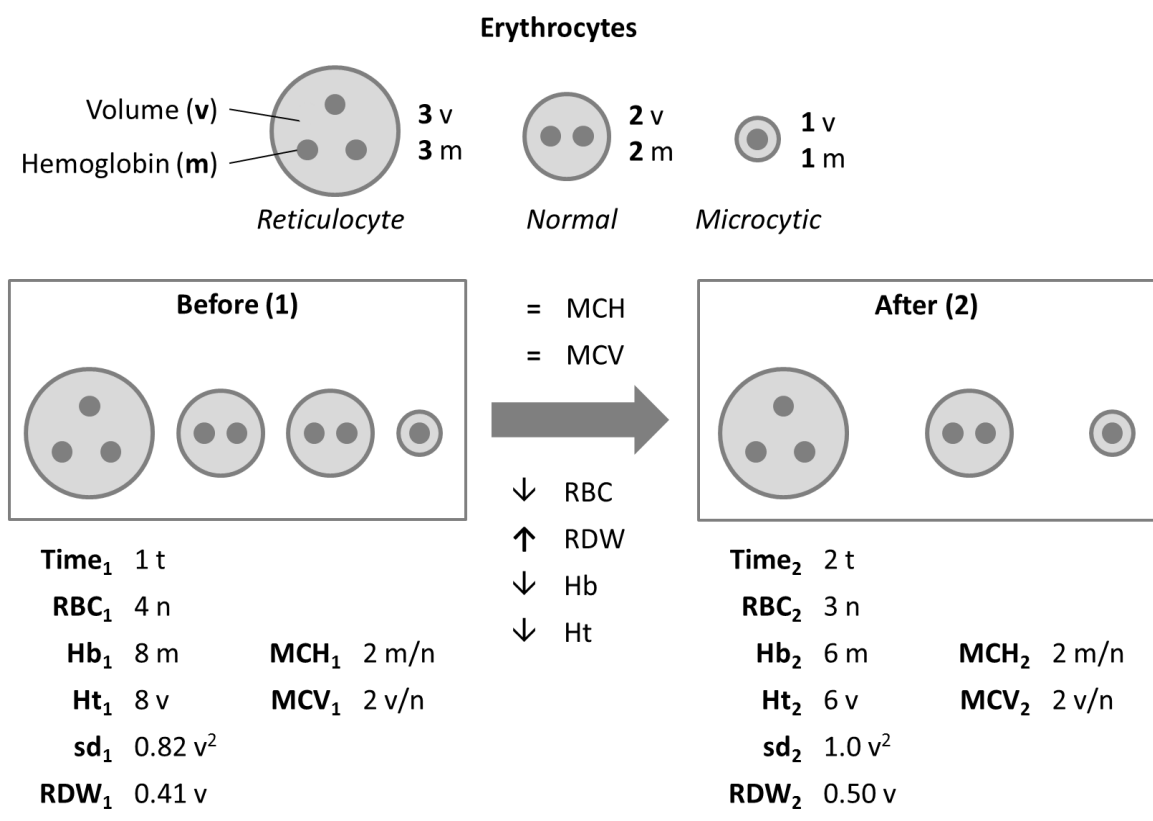 Erythrocytes
Volume (v)
Hemoglobin (m)
3 v
3 m
2 v
2 m
1 v
1 m
Reticulocyte
Normal
Microcytic
Before (1)
= MCH
= MCV
↓ RBC
↑ RDW
↓ Hb
↓ Ht
After (2)
Time₁ 1 t
RBC₁ 4 n
Hb₁ 8 m MCH₁ 2 m/n
Ht₁ 8 v MCV₁ 2 v/n
sd₁ 0.82 v²
RDW₁ 0.41 v
Time₂ 2 t
RBC₂ 3 n
Hb₂ 6 m MCH₂ 2 m/n
Ht₂ 6 v MCV₂ 2 v/n
sd₂ 1.0 v²
RDW₂ 0.50 v